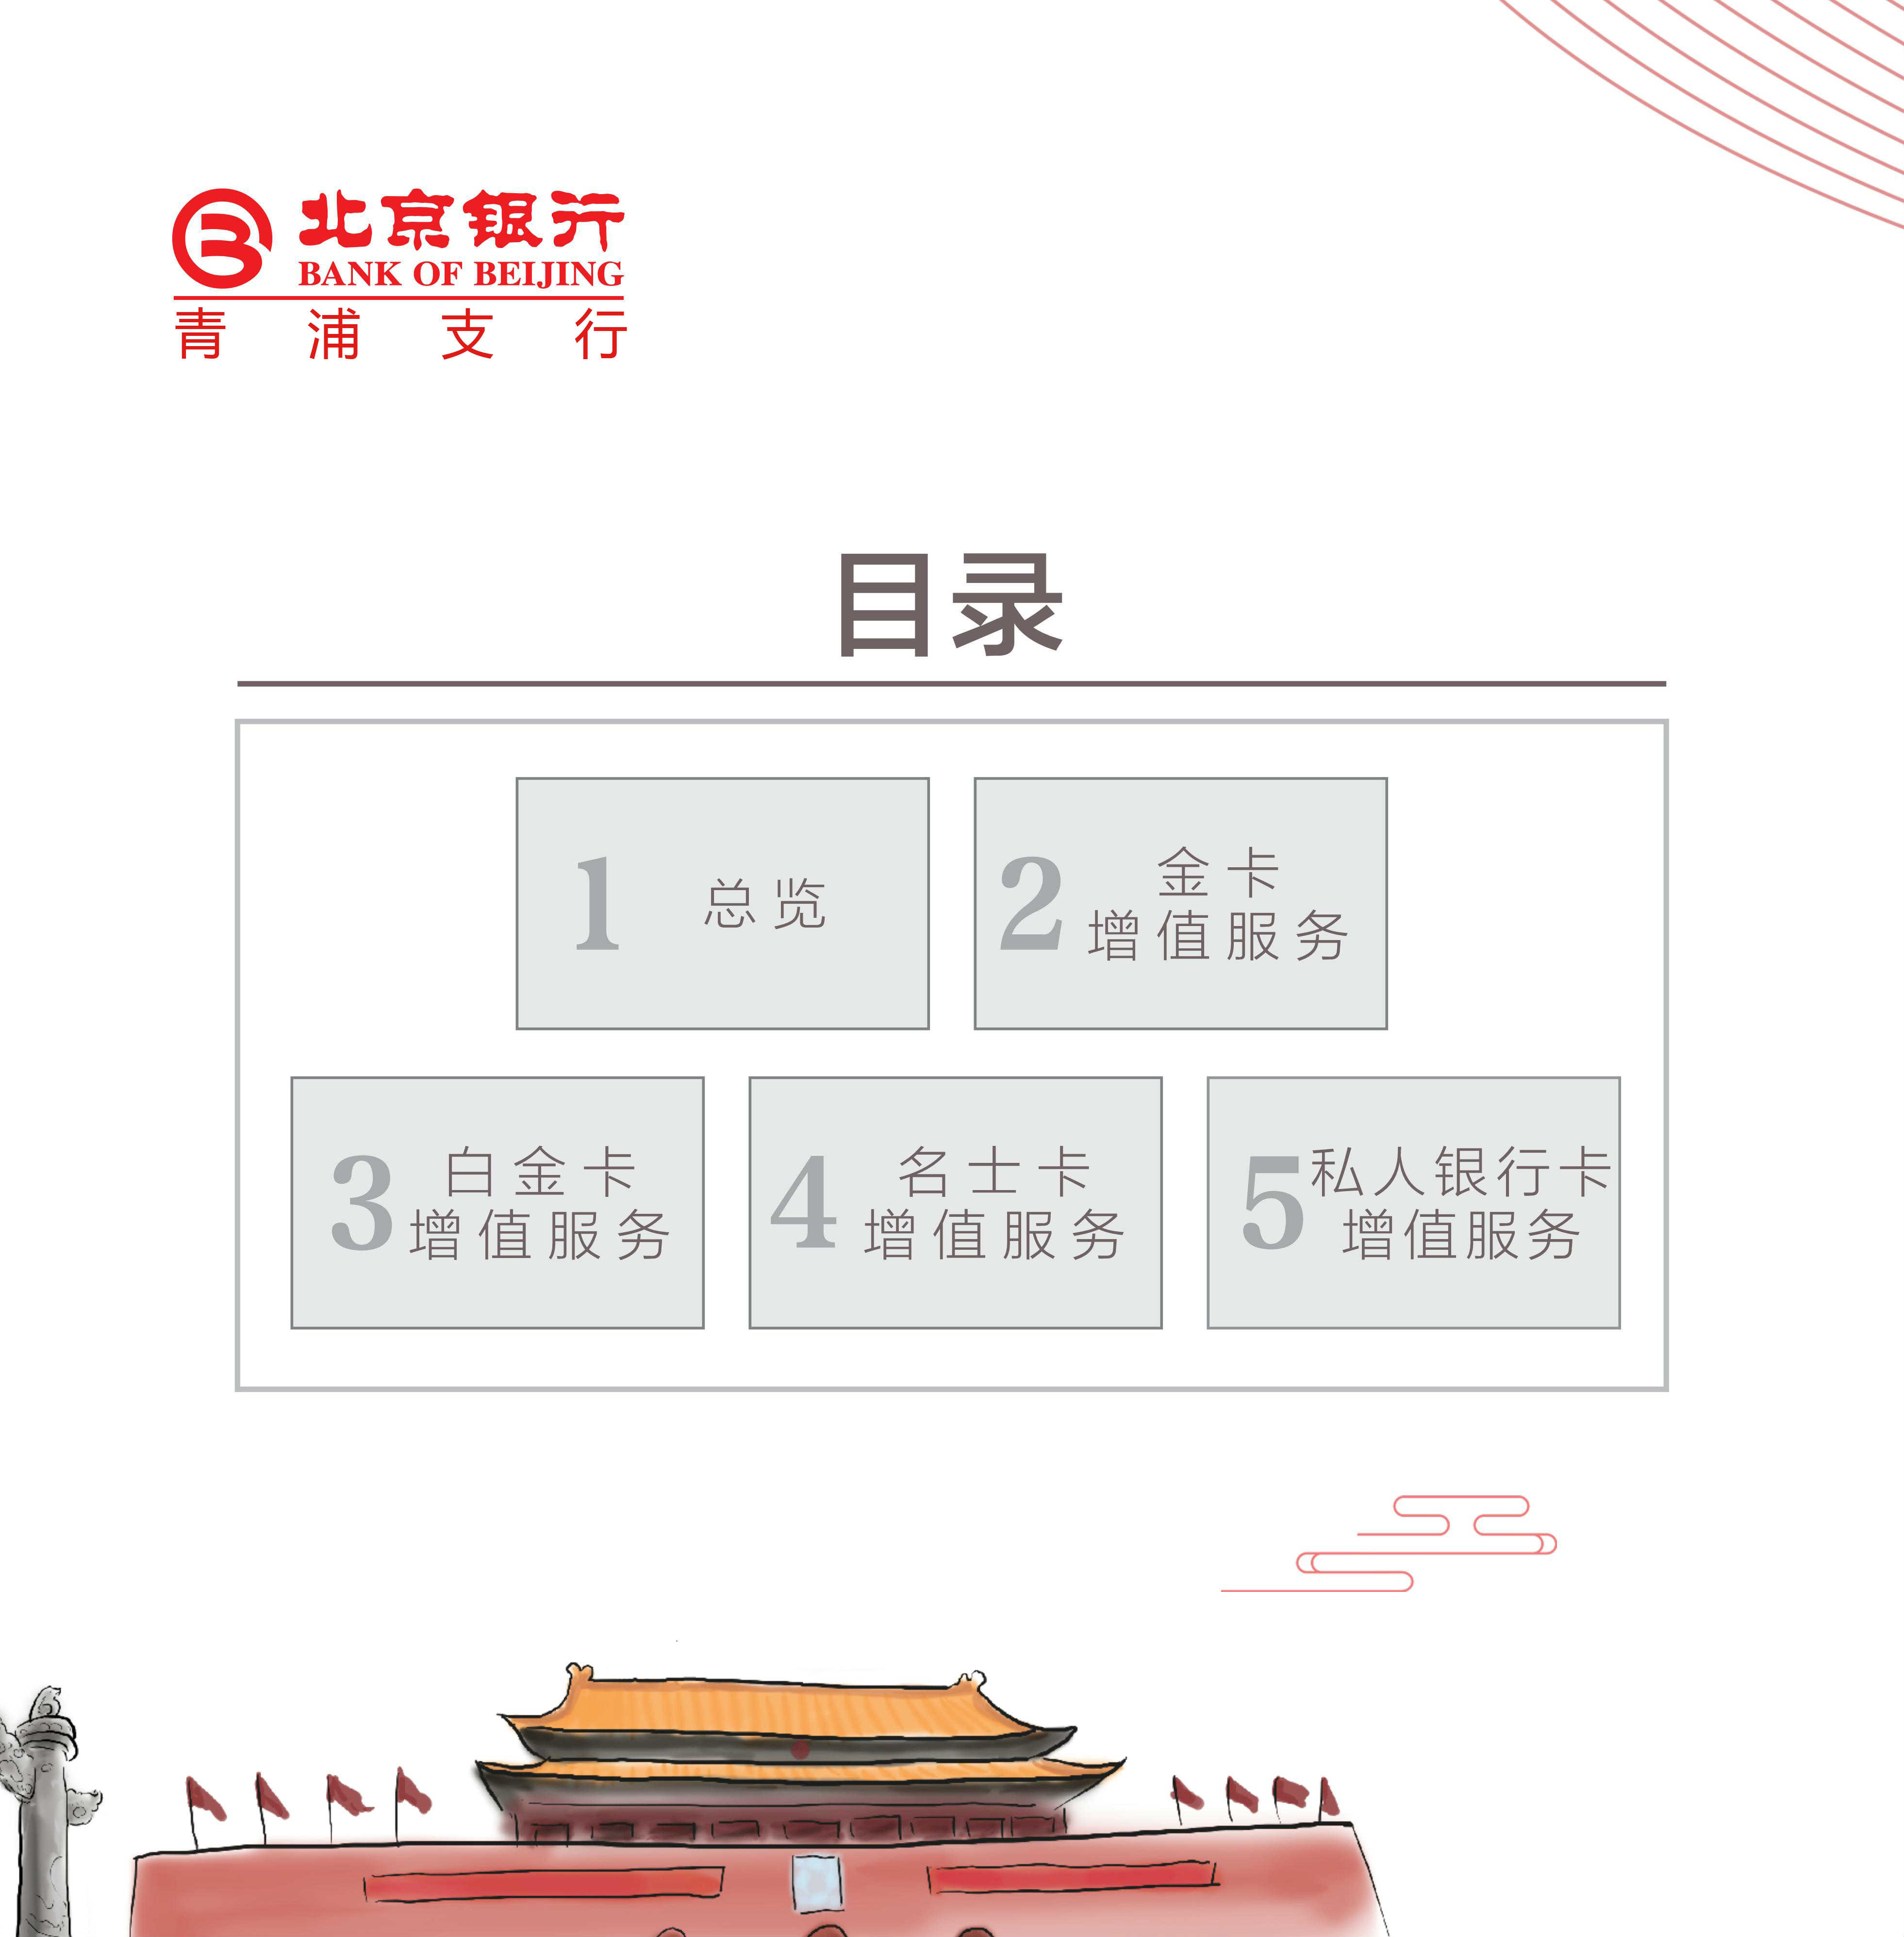 北京银行
BANK OF BEIJING
青浦支行
目录
1 总览
2 金卡
增值服务
3 白金卡
增值服务
4 名士卡
增值服务
5 私人银行卡
增值服务